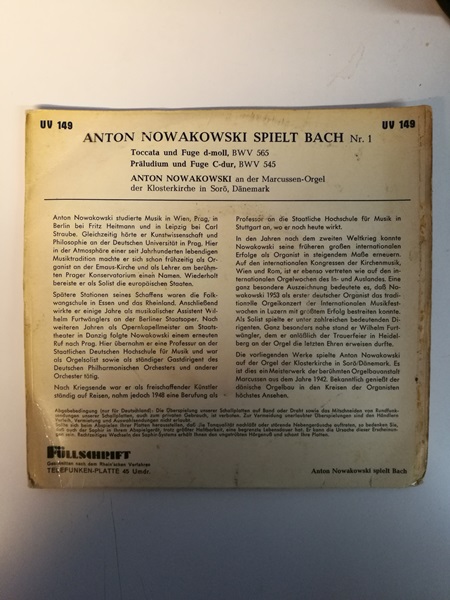 UV 149
UV 149
ANTON NOWAKOWSKI SPIELT BACH Nr. 1
Toccata und Fuge d-moll, BWV 565
Präludium und Fuge C-dur, BWV 545
ANTON NOWAKOWSKI an der Marcussen-Orgel
der Klosterkirche in Sorö, Dänemark
Anton Nowakowski studierte Musik in Wien, Prag, in
Berlin bei Fritz Heitmann und in Leipzig bei Carl
Straube. Gleichzeitig hörte er Kunstwissenschaft und
Philosophie an der Deutschen Universität in Prag. Hier
in der Atmosphäre einer seit Jahrhunderten lebendigen
Musiktradition machte er sich schon frühzeitig als Or-
ganist an der Emaus-Kirche und als Lehrer am berühm-
ten Prager Konservatorium einen Namen. Wiederholt
bereiste er als Solist die europäischen Staaten.
Spätere Stationen seines Schaffens waren die Folk-
wangschule in Essen und das Rheinland. Anschließend
wirkte er einige Jahre als musikalischer Assistent Wil-
helm Furtwänglers an der Berliner Staatsoper. Nach
weiteren Jahren als Opernkapellmeister am Staats-
theater in Danzig folgte Nowakowski einem erneuten
Ruf nach Prag. Hier übernahm er eine Professur an der
Staatlichen Deutschen Hochschule für Musik und war
als Orgelsolist sowie als ständiger Gastdirigent des
Deutschen Philharmonischen Orchesters und anderer
Orchester tätig.
Nach Kriegsende war er als freischaffender Künstler
ständig auf Reisen, nahm jedoch 1948 eine Berufung als
Professor an die Staatliche Hochschule für Musik in
Stuttgart an, wo er noch heute wirkt.
In den Jahren nach dem zweiten Weltkrieg konnte
Nowakowski seine früheren großen internationalen
Erfolge als Organist in steigendem Maße erneuern.
Auf den internationalen Kongressen der Kirchenmusik,
Wien und Rom, ist er ebenso vertreten wie auf den in-
ternationalen Orgelwochen des In- und Auslandes. Eine
ganz besondere Auszeichnung bedeutete es, daß No-
wakowski 1953 als erster deutscher Organist das tradi-
tionelle Orgelkonzert der Internationalen Musikfest-
wochen in Luzern mit größtem Erfolg bestreiten konnte.
Als Solist spielte er unter zahlreichen bedeutenden Di-
rigenten. Ganz besonders nahe stand er Wilhelm Furt-
wängler, dem er anläßlich der Trauerfeier in Heidel-
berg an der Orgel die letzten Ehren erweisen durfte.
Die vorliegenden Werke spielte Anton Nowakowski
auf der Orgel der Klosterkirche in Sorö/Dänemark. Es
ist dies ein Meisterwerk der berühmten Orgelbauanstalt
Marcussen aus dem Jahre 1942. Bekanntlich genießt der
dänische Orgelbau in den Kreisen der Organisten
höchstes Ansehen.
FÜLLSCHRIFT
TELEFUNKEN-PLATTE 45 Umdr.
Anton Nowakowski spielt Bach